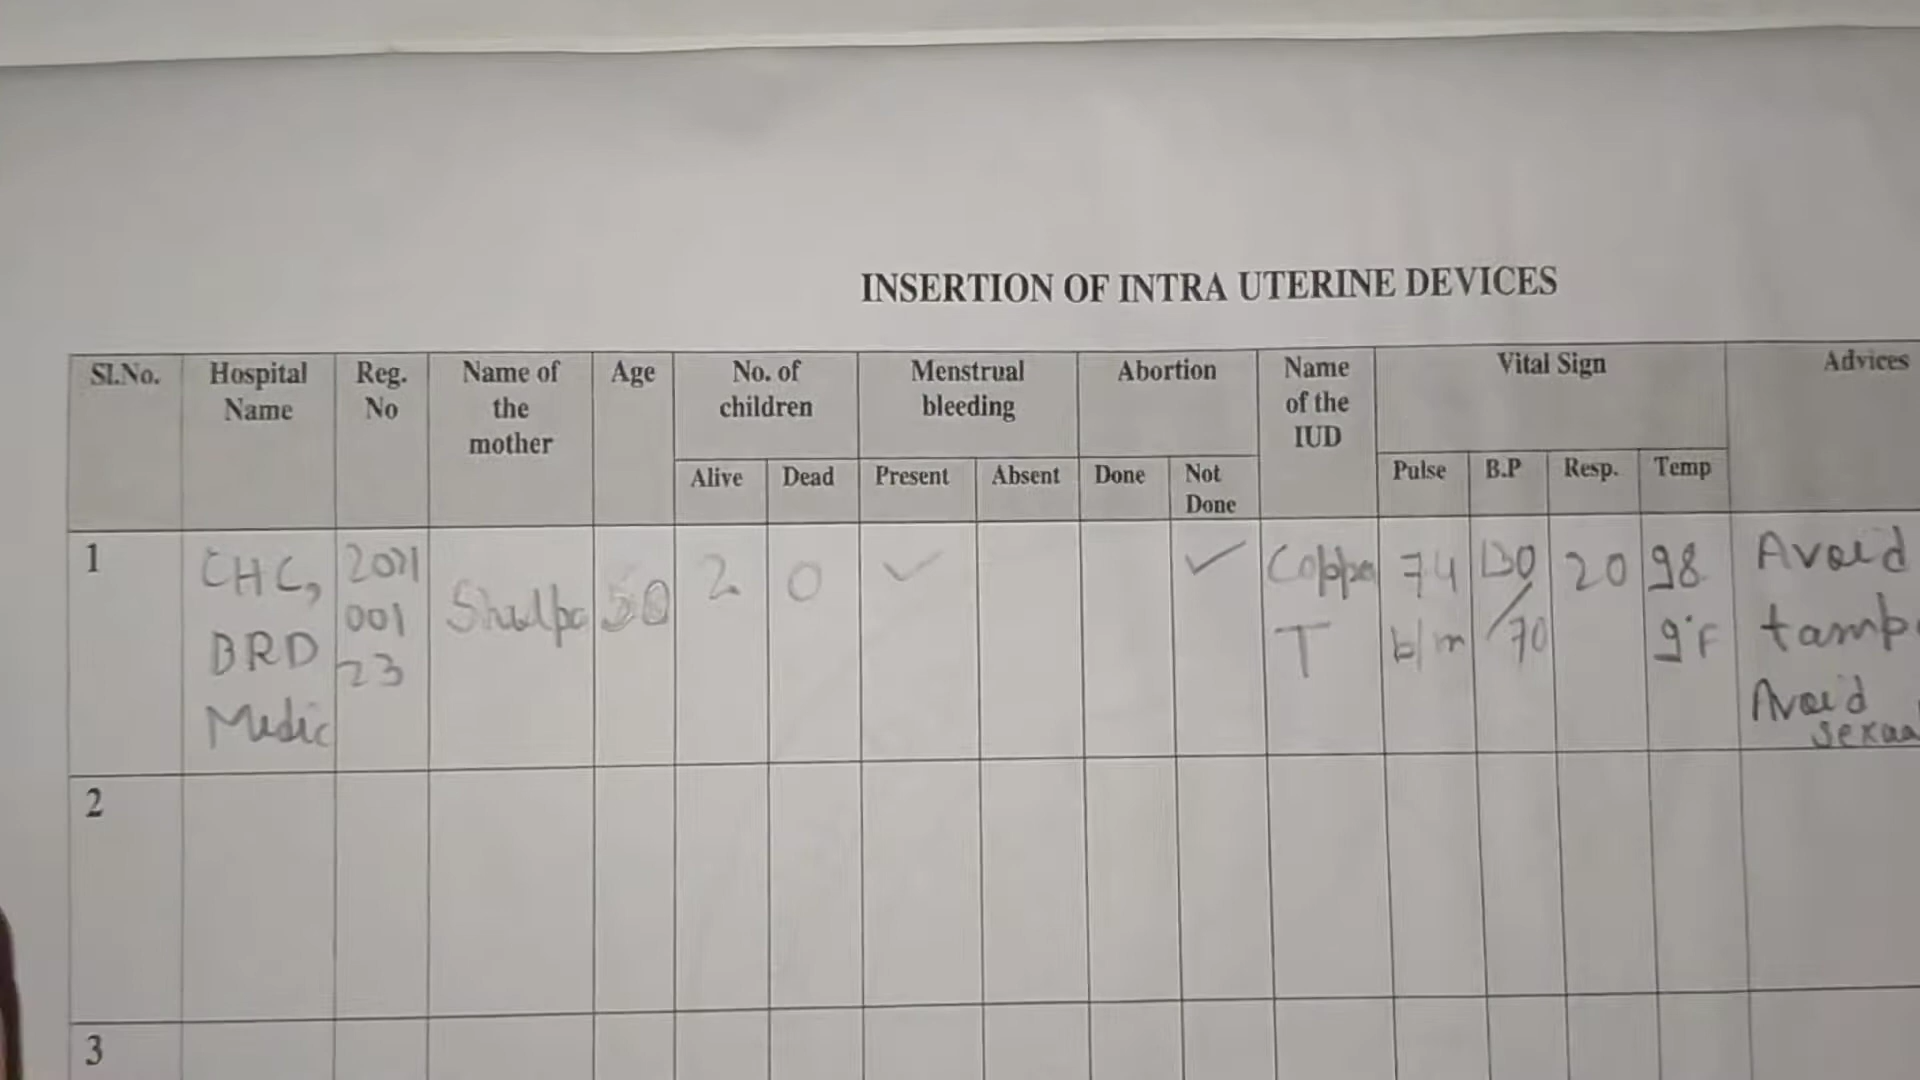 INSERTION OF INTRA UTERINE DEVICES
Sl.No.
Hospital
Name
Reg.
No
Name of
the
mother
Age
No. of
children
Alive
Dead
Menstrual
bleeding
Present
Absent
Abortion
Done
Not
Done
Name
of the
IUD
Vital Sign
Pulse
B.P
Resp.
Temp
Advices
1
CHC,
BRD
Medic
001
23
2
0
✓
✓
T
74
b/m
130
/70
20
98
9°F
Avoid
Avoid
2
3